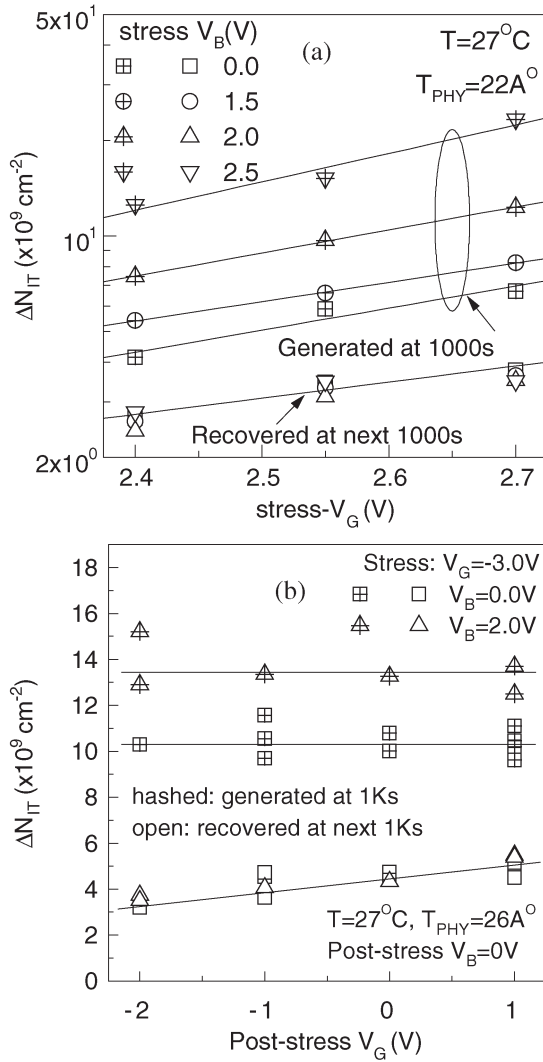 5x10¹
stress V_B(V)
(a)
T=27°C
0.0
T_PHY=22A°
1.5
2.0
2.5
10¹
ΔN_IT (x10⁹ cm⁻²)
Generated at 1000s
Recovered at next 1000s
2x10⁰
2.4 2.5 2.6 2.7
stress-V_G (V)
18
Stress: V_G=-3.0V
16
(b)
V_B=0.0V
V_B=2.0V
14
12
10
ΔN_IT (x10⁹ cm⁻²)
8
hashed: generated at 1Ks
open: recovered at next 1Ks
6
4
T=27°C, T_PHY=26A°
2
Post-stress V_B=0V
0
-2 -1 0 1
Post-stress V_G (V)